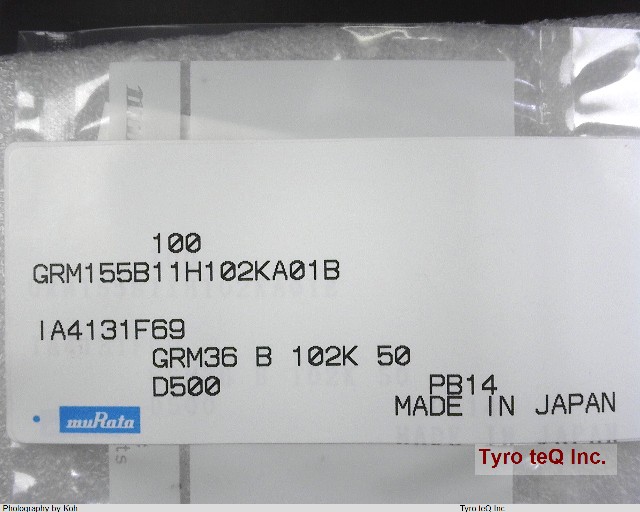 100
GRM155B11H102KA01B
IA4131F69
GRM36 B 102K 50
D500 PB14
MADE IN JAPAN
muRata
ts
Tyro teQ Inc.
Photography by Koh
Tyro teQ Inc